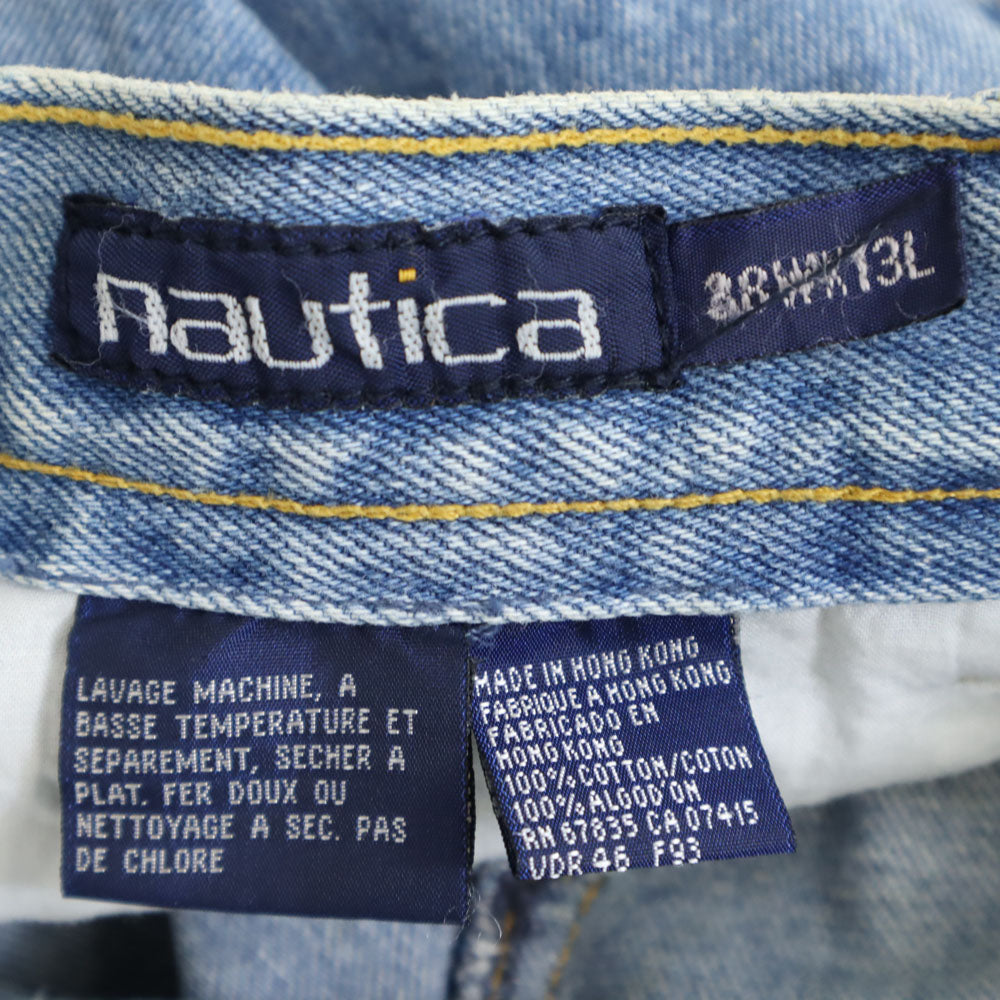 nautica
LAVAGE MACHINE, A
BASSE TEMPERATURE ET
SEPAREMENT, SECHER A
PLAT. FER DOUX OU
NETTOYAGE A SEC. PAS
DE CHLORE
MADE IN HONG KONG
FABRIQUE A HONG KONG
FABRICADO EN
HONG KONG
100% COTTON/COTON
100% ALGODON
RN 67835 CA 07415
VDR 46 F93